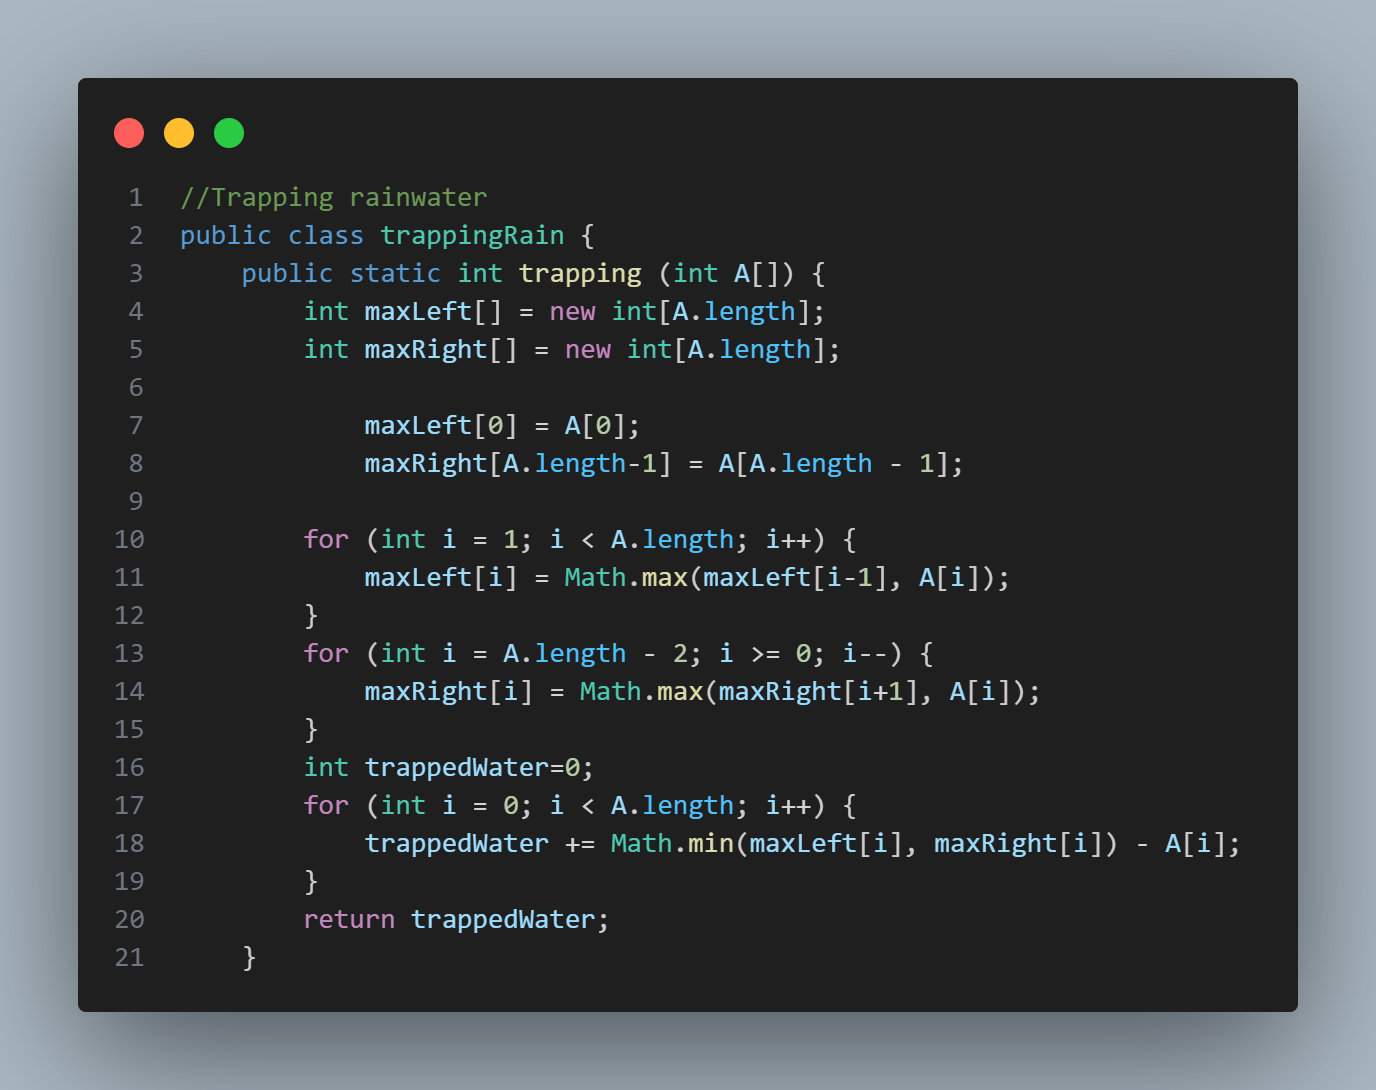 1 //Trapping rainwater
2 public class trappingRain {
3     public static int trapping (int A[]) {
4         int maxLeft[] = new int[A.length];
5         int maxRight[] = new int[A.length];
6
7             maxLeft[0] = A[0];
8             maxRight[A.length-1] = A[A.length - 1];
9
10         for (int i = 1; i < A.length; i++) {
11             maxLeft[i] = Math.max(maxLeft[i-1], A[i]);
12         }
13         for (int i = A.length - 2; i >= 0; i--) {
14             maxRight[i] = Math.max(maxRight[i+1], A[i]);
15         }
16         int trappedWater=0;
17         for (int i = 0; i < A.length; i++) {
18             trappedWater += Math.min(maxLeft[i], maxRight[i]) - A[i];
19         }
20         return trappedWater;
21     }